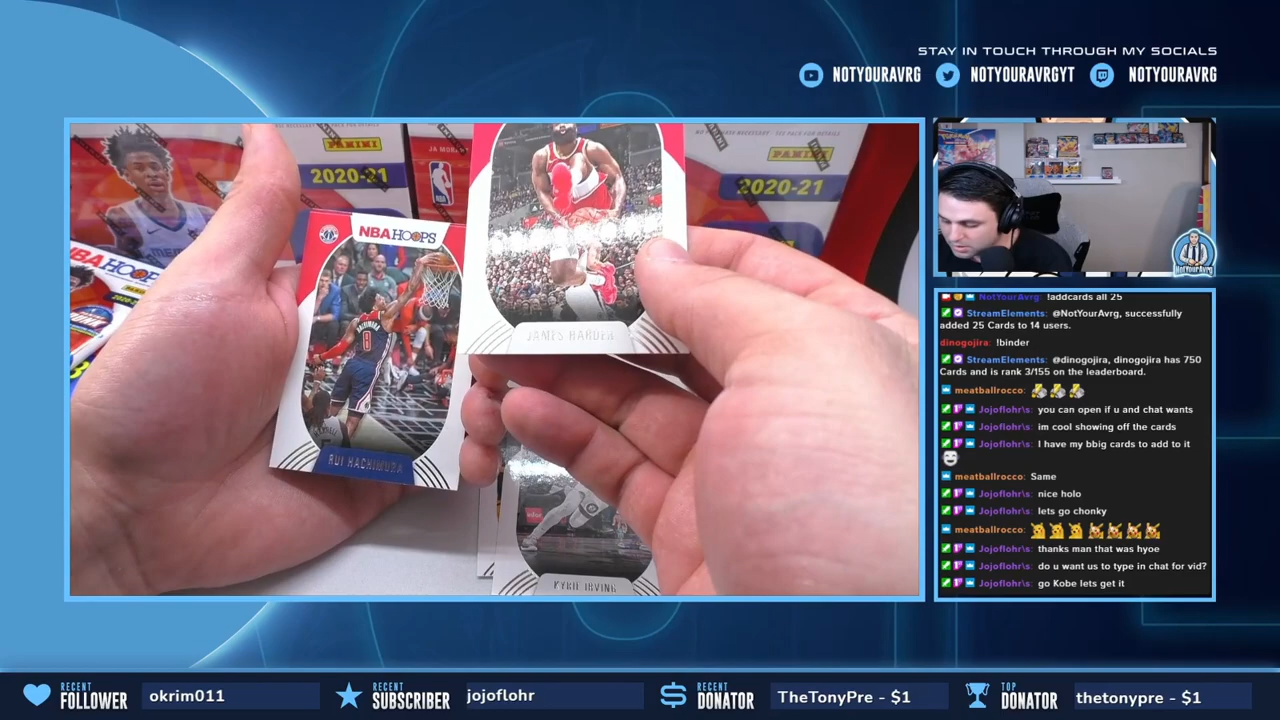 STAY IN TOUCH THROUGH MY SOCIALS
NOTYOURAVRG NOTYOURAVRGYT NOTYOURAVRG
PANINI
2020-21
JA MORANT
NBA
PANINI
2020-21
NBA HOOPS
NBA HOOPS
RUI HACHIMURA
JAMES HARDEN
KYRIE IRVING
NotYourAvrg
NotYourAvrg: !addcards all 25
StreamElements: @NotYourAvrg, successfully
added 25 Cards to 14 users.
dinogojira: !binder
StreamElements: @dinogojira, dinogojira has 750
Cards and is rank 3/155 on the leaderboard.
meatballrocco:
Jojoflohr\s: you can open if u and chat wants
Jojoflohr\s: im cool showing off the cards
Jojoflohr\s: I have my bbig cards to add to it
meatballrocco: Same
Jojoflohr\s: nice holo
Jojoflohr\s: lets go chonky
meatballrocco:
Jojoflohr\s: thanks man that was hyoe
Jojoflohr\s: do u want us to type in chat for vid?
Jojoflohr\s: go Kobe lets get it
RECENT FOLLOWER okrim011
RECENT SUBSCRIBER jojoflohr
RECENT DONATOR TheTonyPre - $1
TOP DONATOR thetonypre - $1